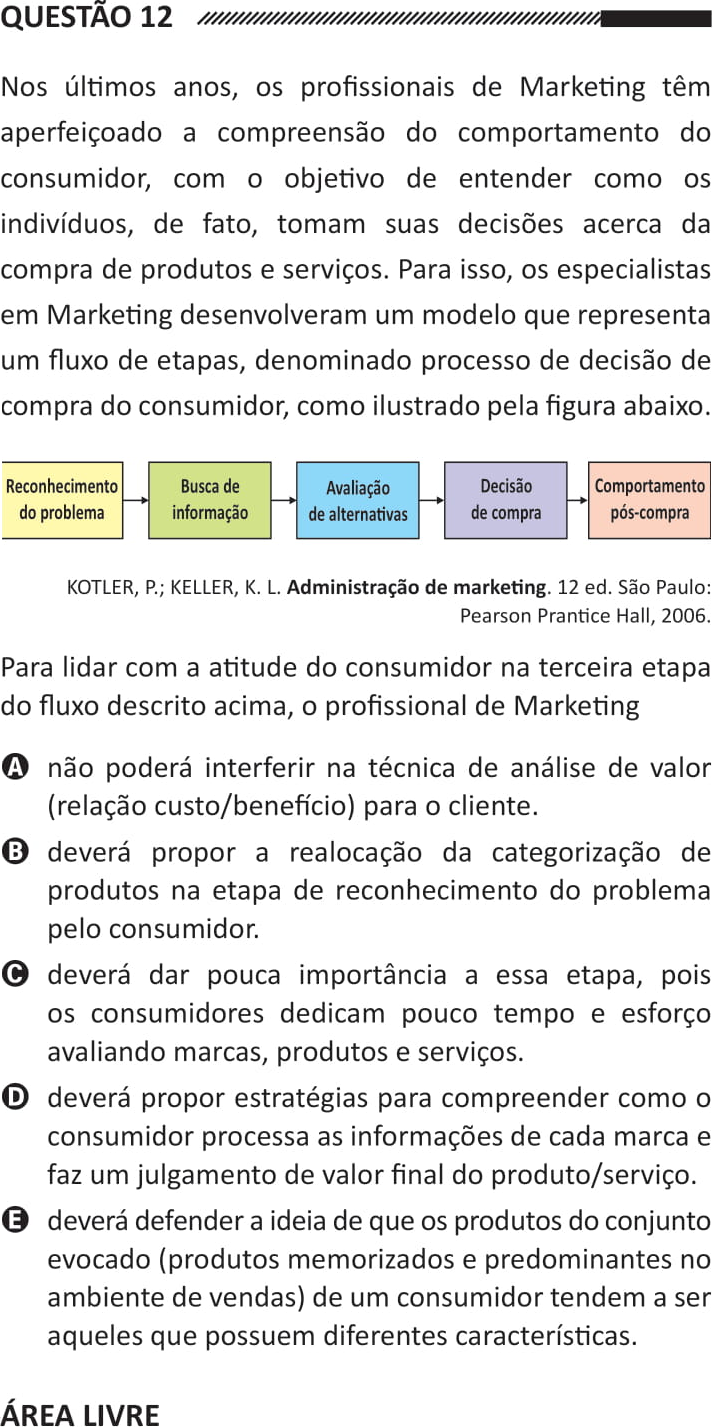 QUESTÃO 12
Nos últimos anos, os profissionais de Marketing têm
aperfeiçoado a compreensão do comportamento do
consumidor, com o objetivo de entender como os
indivíduos, de fato, tomam suas decisões acerca da
compra de produtos e serviços. Para isso, os especialistas
em Marketing desenvolveram um modelo que representa
um fluxo de etapas, denominado processo de decisão de
compra do consumidor, como ilustrado pela figura abaixo.
Reconhecimento
do problema
Busca de
informação
Avaliação
de alternativas
Decisão
de compra
Comportamento
pós-compra
KOTLER, P.; KELLER, K. L. Administração de marketing. 12 ed. São Paulo:
Pearson Prantice Hall, 2006.
Para lidar com a atitude do consumidor na terceira etapa
do fluxo descrito acima, o profissional de Marketing
A não poderá interferir na técnica de análise de valor
(relação custo/benefício) para o cliente.
B deverá propor a realocação da categorização de
produtos na etapa de reconhecimento do problema
pelo consumidor.
C deverá dar pouca importância a essa etapa, pois
os consumidores dedicam pouco tempo e esforço
avaliando marcas, produtos e serviços.
D deverá propor estratégias para compreender como o
consumidor processa as informações de cada marca e
faz um julgamento de valor final do produto/serviço.
E deverá defender a ideia de que os produtos do conjunto
evocado (produtos memorizados e predominantes no
ambiente de vendas) de um consumidor tendem a ser
aqueles que possuem diferentes características.
ÁREA LIVRE